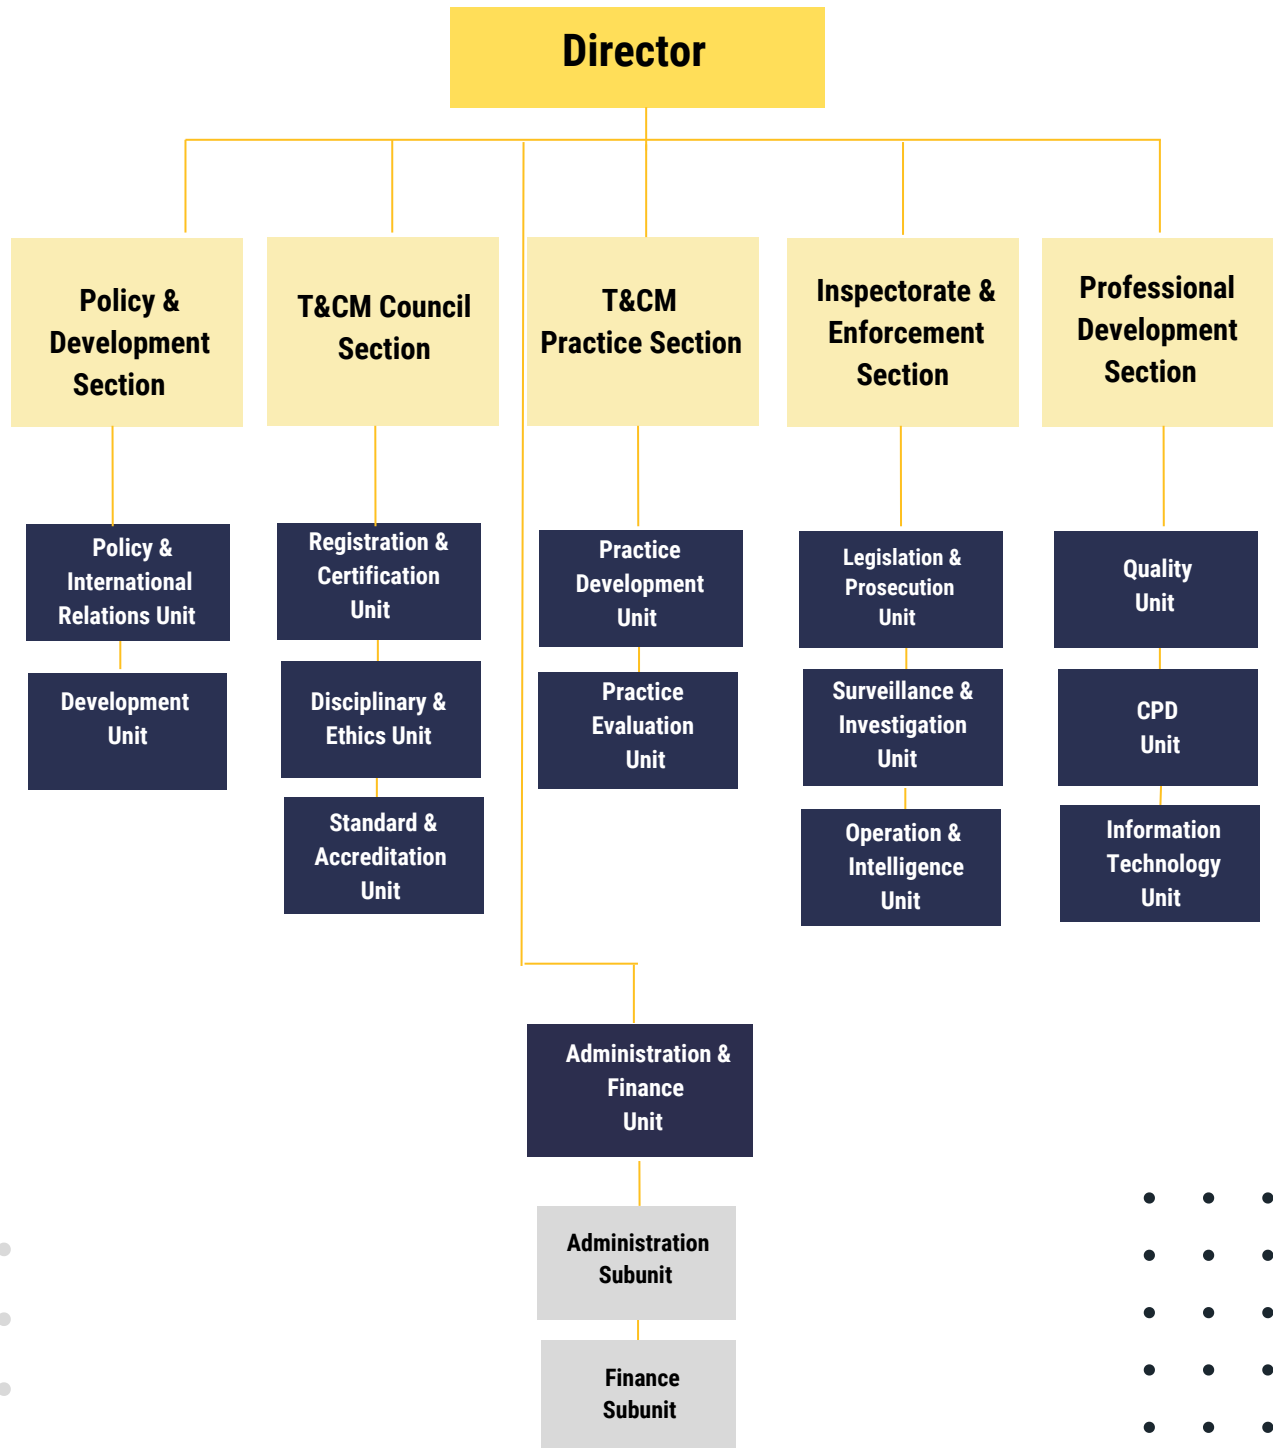 Director
Policy &
Development
Section
T&CM Council
Section
T&CM
Practice Section
Inspectorate &
Enforcement
Section
Professional
Development
Section
Policy &
International
Relations Unit
Development
Unit
Registration &
Certification
Unit
Disciplinary &
Ethics Unit
Standard &
Accreditation
Unit
Practice
Development
Unit
Practice
Evaluation
Unit
Legislation &
Prosecution
Unit
Surveillance &
Investigation
Unit
Operation &
Intelligence
Unit
Quality
Unit
CPD
Unit
Information
Technology
Unit
Administration &
Finance
Unit
Administration
Subunit
Finance
Subunit